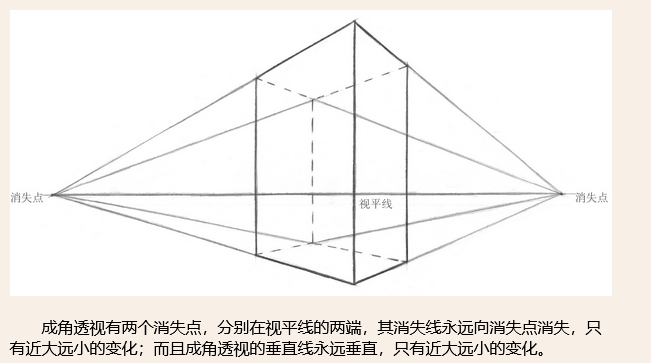 消失点
消失点
视平线
成角透视有两个消失点，分别在视平线的两端，其消失线永远向消失点消失，只
有近大远小的变化；而且成角透视的垂直线永远垂直，只有近大远小的变化。